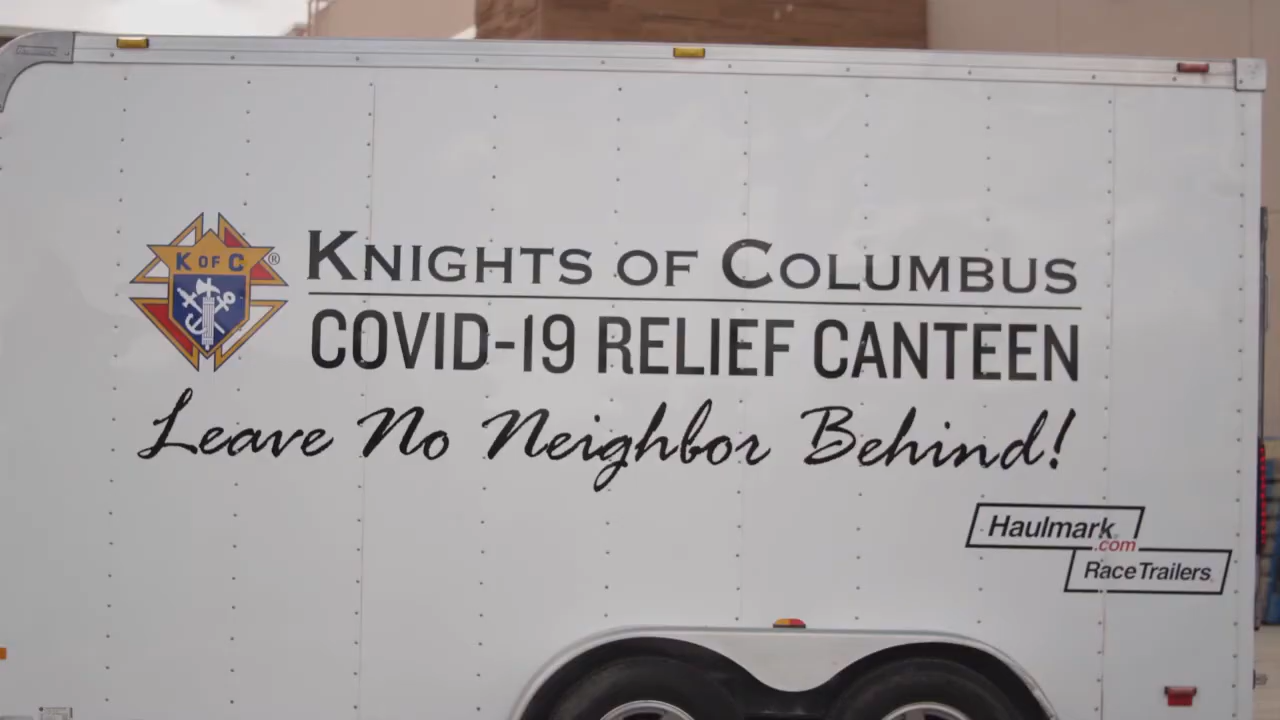 K OF C ®
KNIGHTS OF COLUMBUS
COVID-19 RELIEF CANTEEN
Leave No Neighbor Behind!
Haulmark
.com
RaceTrailers